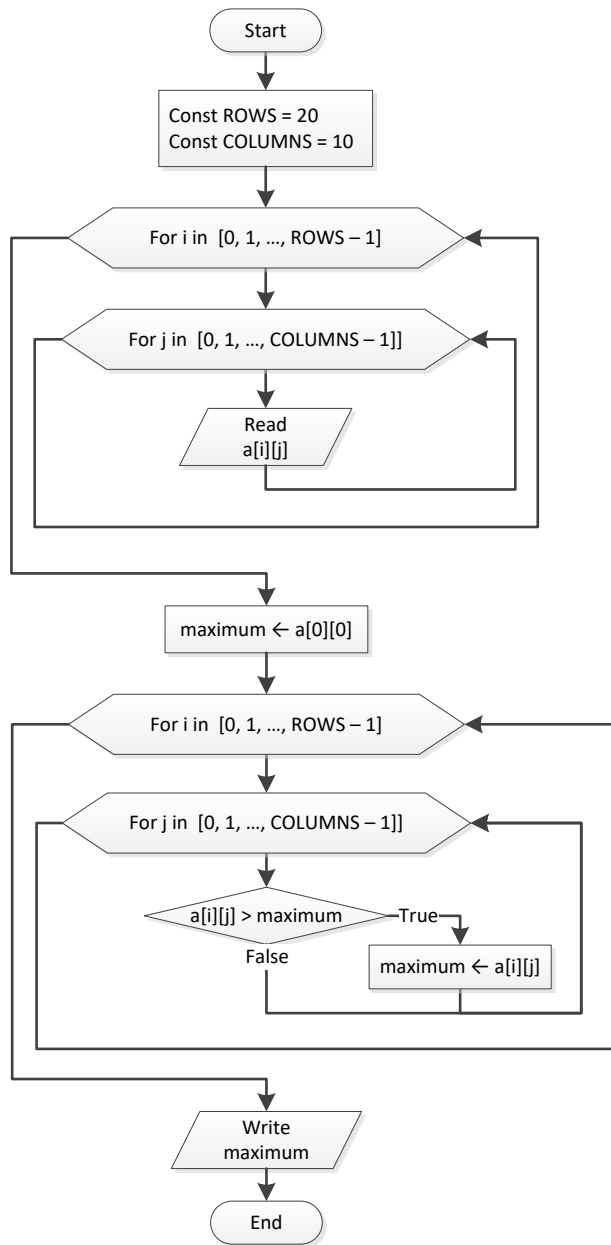 Start
Const ROWS = 20
Const COLUMNS = 10
For i in [0, 1, …, ROWS – 1]
For j in [0, 1, …, COLUMNS – 1]]
Read
a[i][j]
maximum ← a[0][0]
For i in [0, 1, …, ROWS – 1]
For j in [0, 1, …, COLUMNS – 1]]
a[i][j] > maximum
True
False
maximum ← a[i][j]
Write
maximum
End